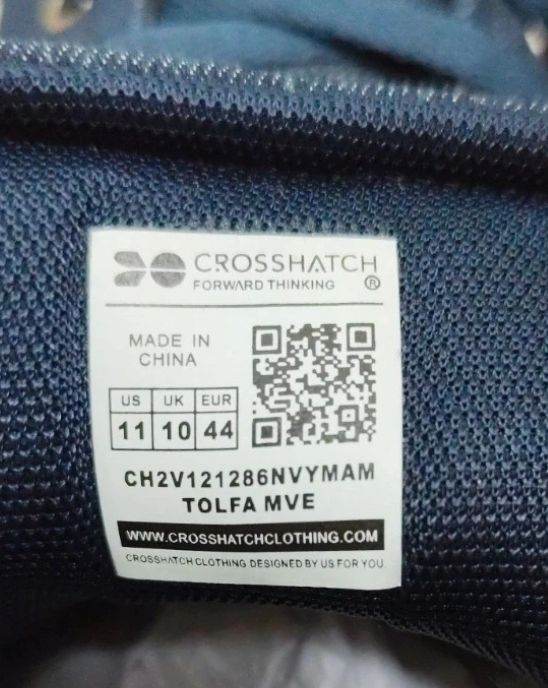 CROSSHATCH
FORWARD THINKING ®
MADE IN
CHINA
US UK EUR
11 10 44
CH2V121286NVYMAM
TOLFA MVE
WWW.CROSSHATCHCLOTHING.COM
CROSSHATCH CLOTHING DESIGNED BY US FOR YOU